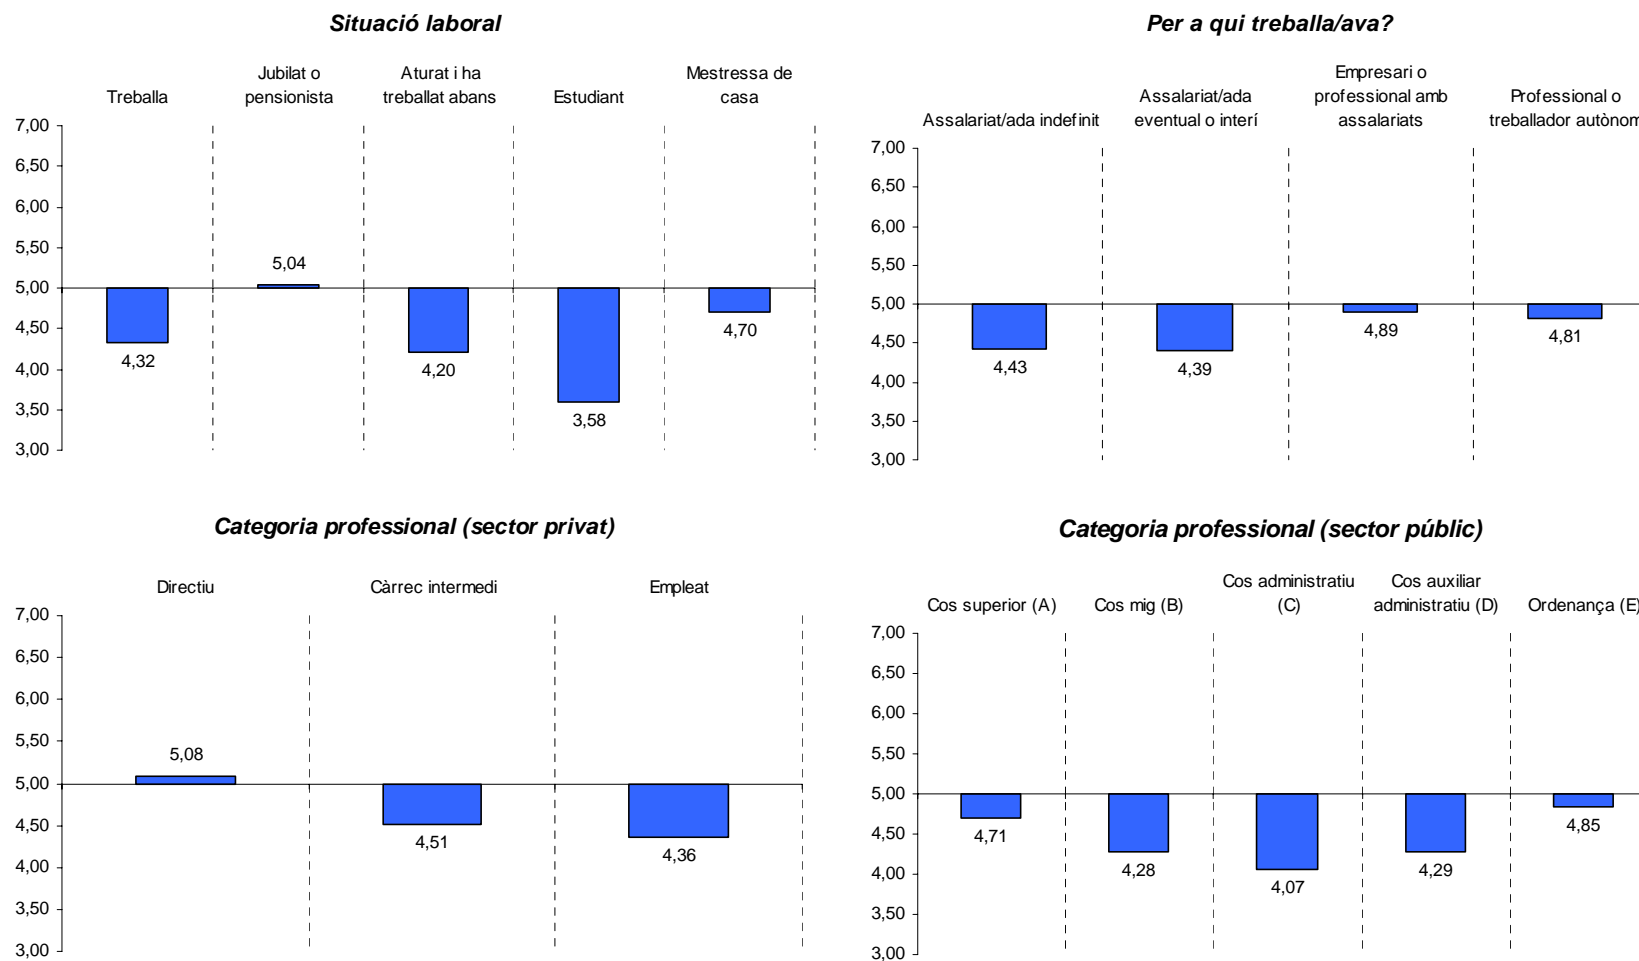 Situació laboral
Treballa
Jubilat o
pensionista
Aturat i ha
treballat abans
Estudiant
Mestressa de
casa
7,00
6,50
6,00
5,50
5,00
4,50
4,00
3,50
3,00
4,32
5,04
4,20
3,58
4,70
Per a qui treballa/ava?
Assalariat/ada indefinit
Assalariat/ada
eventual o interí
Empresari o
professional amb
assalariats
Professional o
treballador autònom
7,00
6,50
6,00
5,50
5,00
4,50
4,00
3,50
3,00
4,43
4,39
4,89
4,81
Categoria professional (sector privat)
Directiu
Càrrec intermedi
Empleat
7,00
6,50
6,00
5,50
5,00
4,50
4,00
3,50
3,00
5,08
4,51
4,36
Categoria professional (sector públic)
Cos superior (A)
Cos mig (B)
Cos administratiu
(C)
Cos auxiliar
administratiu (D)
Ordenança (E)
7,00
6,50
6,00
5,50
5,00
4,50
4,00
3,50
3,00
4,71
4,28
4,07
4,29
4,85